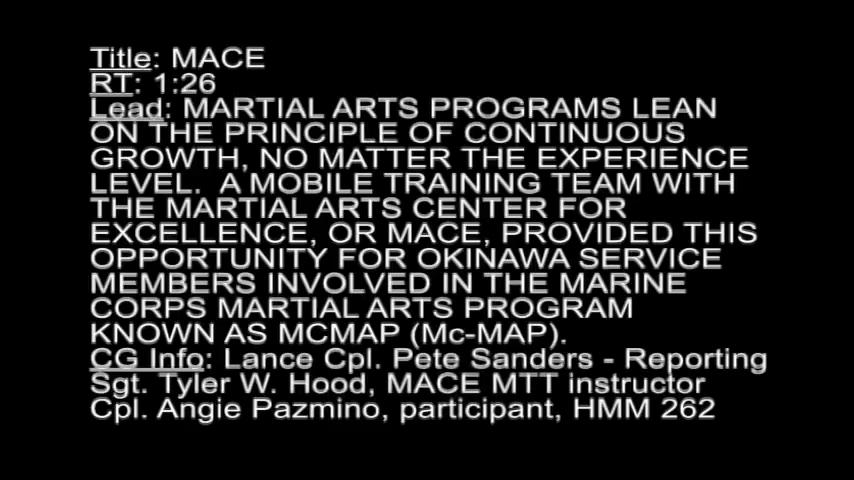 Title: MACE
RT: 1:26
Lead: MARTIAL ARTS PROGRAMS LEAN
ON THE PRINCIPLE OF CONTINUOUS
GROWTH, NO MATTER THE EXPERIENCE
LEVEL.  A MOBILE TRAINING TEAM WITH
THE MARTIAL ARTS CENTER FOR
EXCELLENCE, OR MACE, PROVIDED THIS
OPPORTUNITY FOR OKINAWA SERVICE
MEMBERS INVOLVED IN THE MARINE
CORPS MARTIAL ARTS PROGRAM
KNOWN AS MCMAP (Mc-MAP).
CG Info: Lance Cpl. Pete Sanders - Reporting
Sgt. Tyler W. Hood, MACE MTT instructor
Cpl. Angie Pazmino, participant, HMM 262